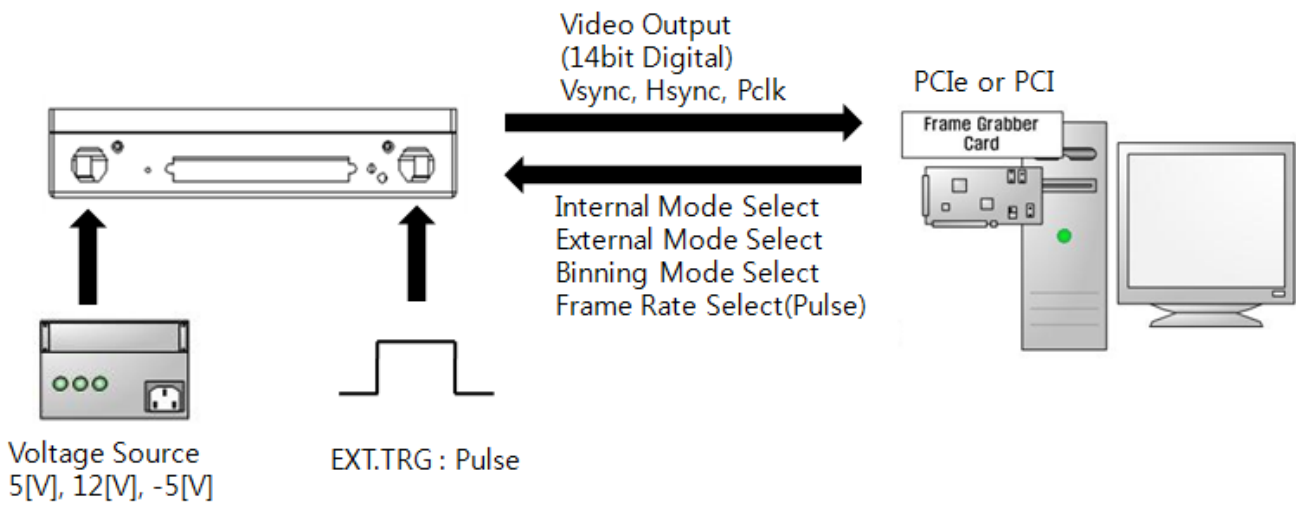 Video Output
(14bit Digital)
Vsync, Hsync, Pclk
PCIe or PCI
Frame Grabber
Card
Internal Mode Select
External Mode Select
Binning Mode Select
Frame Rate Select(Pulse)
Voltage Source
5[V], 12[V], -5[V]
EXT.TRG : Pulse